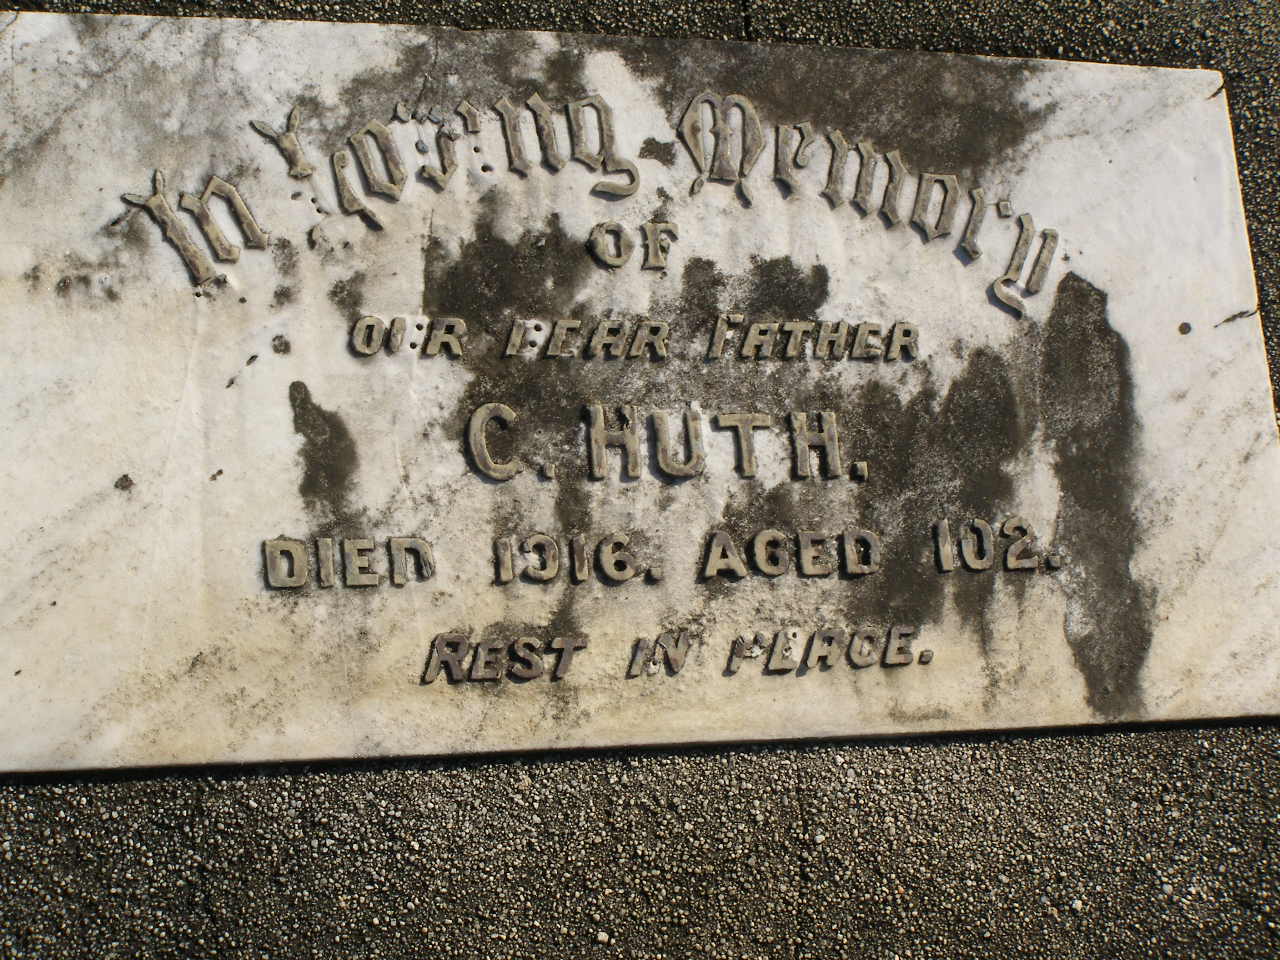 In Loving Memory
OF
OUR DEAR FATHER
C. HUTH.
DIED 1916. AGED 102.
REST IN PEACE.